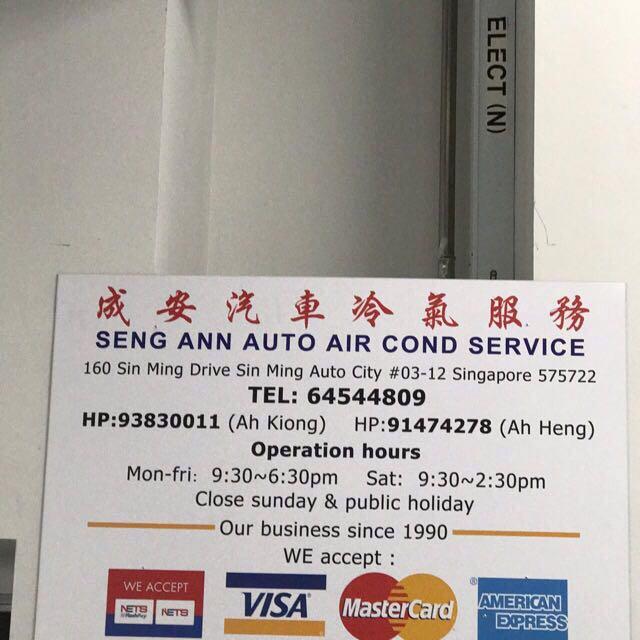 ELECT (N)
成安汽車冷氣服務
SENG ANN AUTO AIR COND SERVICE
160 Sin Ming Drive Sin Ming Auto City #03-12 Singapore 575722
TEL: 64544809
HP:93830011 (Ah Kiong) HP:91474278 (Ah Heng)
Operation hours
Mon-fri: 9:30~6:30pm Sat: 9:30~2:30pm
Close sunday & public holiday
Our business since 1990
WE accept :
WE ACCEPT
NETS FlashPay NETS
VISA
MasterCard
AMERICAN EXPRESS